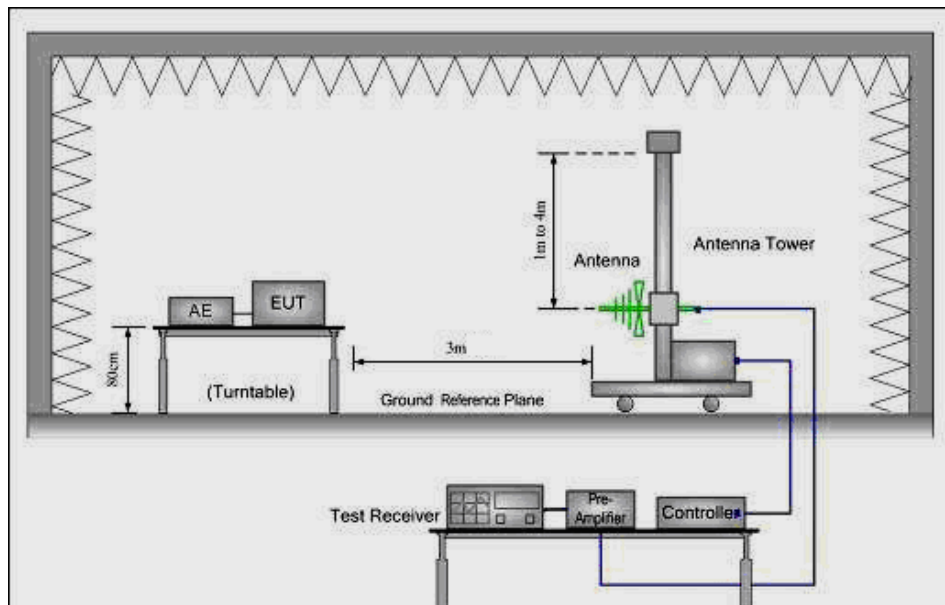 1m to 4m
Antenna
Antenna Tower
AE
EUT
80cm
3m
(Turntable)
Ground Reference Plane
Test Receiver
Pre-
Amplifier
Controller